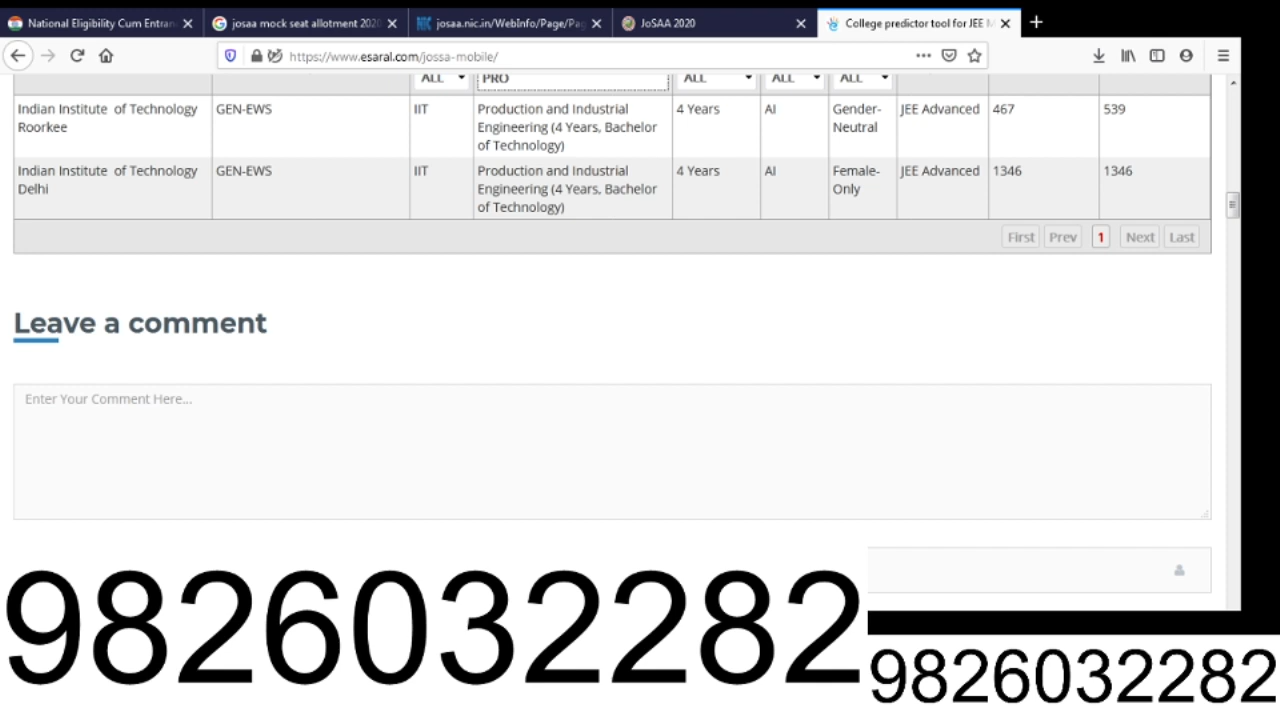 National Eligibility Cum Entran
josaa mock seat allotment 2020
josaa.nic.in/WebInfo/Page/Pag
JoSAA 2020
College predictor tool for JEE M
https://www.esaral.com/jossa-mobile/
ALL PRO ALL ALL ALL
Indian Institute of Technology Roorkee GEN-EWS IIT Production and Industrial Engineering (4 Years, Bachelor of Technology) 4 Years AI Gender-Neutral JEE Advanced 467 539
Indian Institute of Technology Delhi GEN-EWS IIT Production and Industrial Engineering (4 Years, Bachelor of Technology) 4 Years AI Female-Only JEE Advanced 1346 1346
First Prev 1 Next Last
Leave a comment
Enter Your Comment Here...
9826032282
9826032282